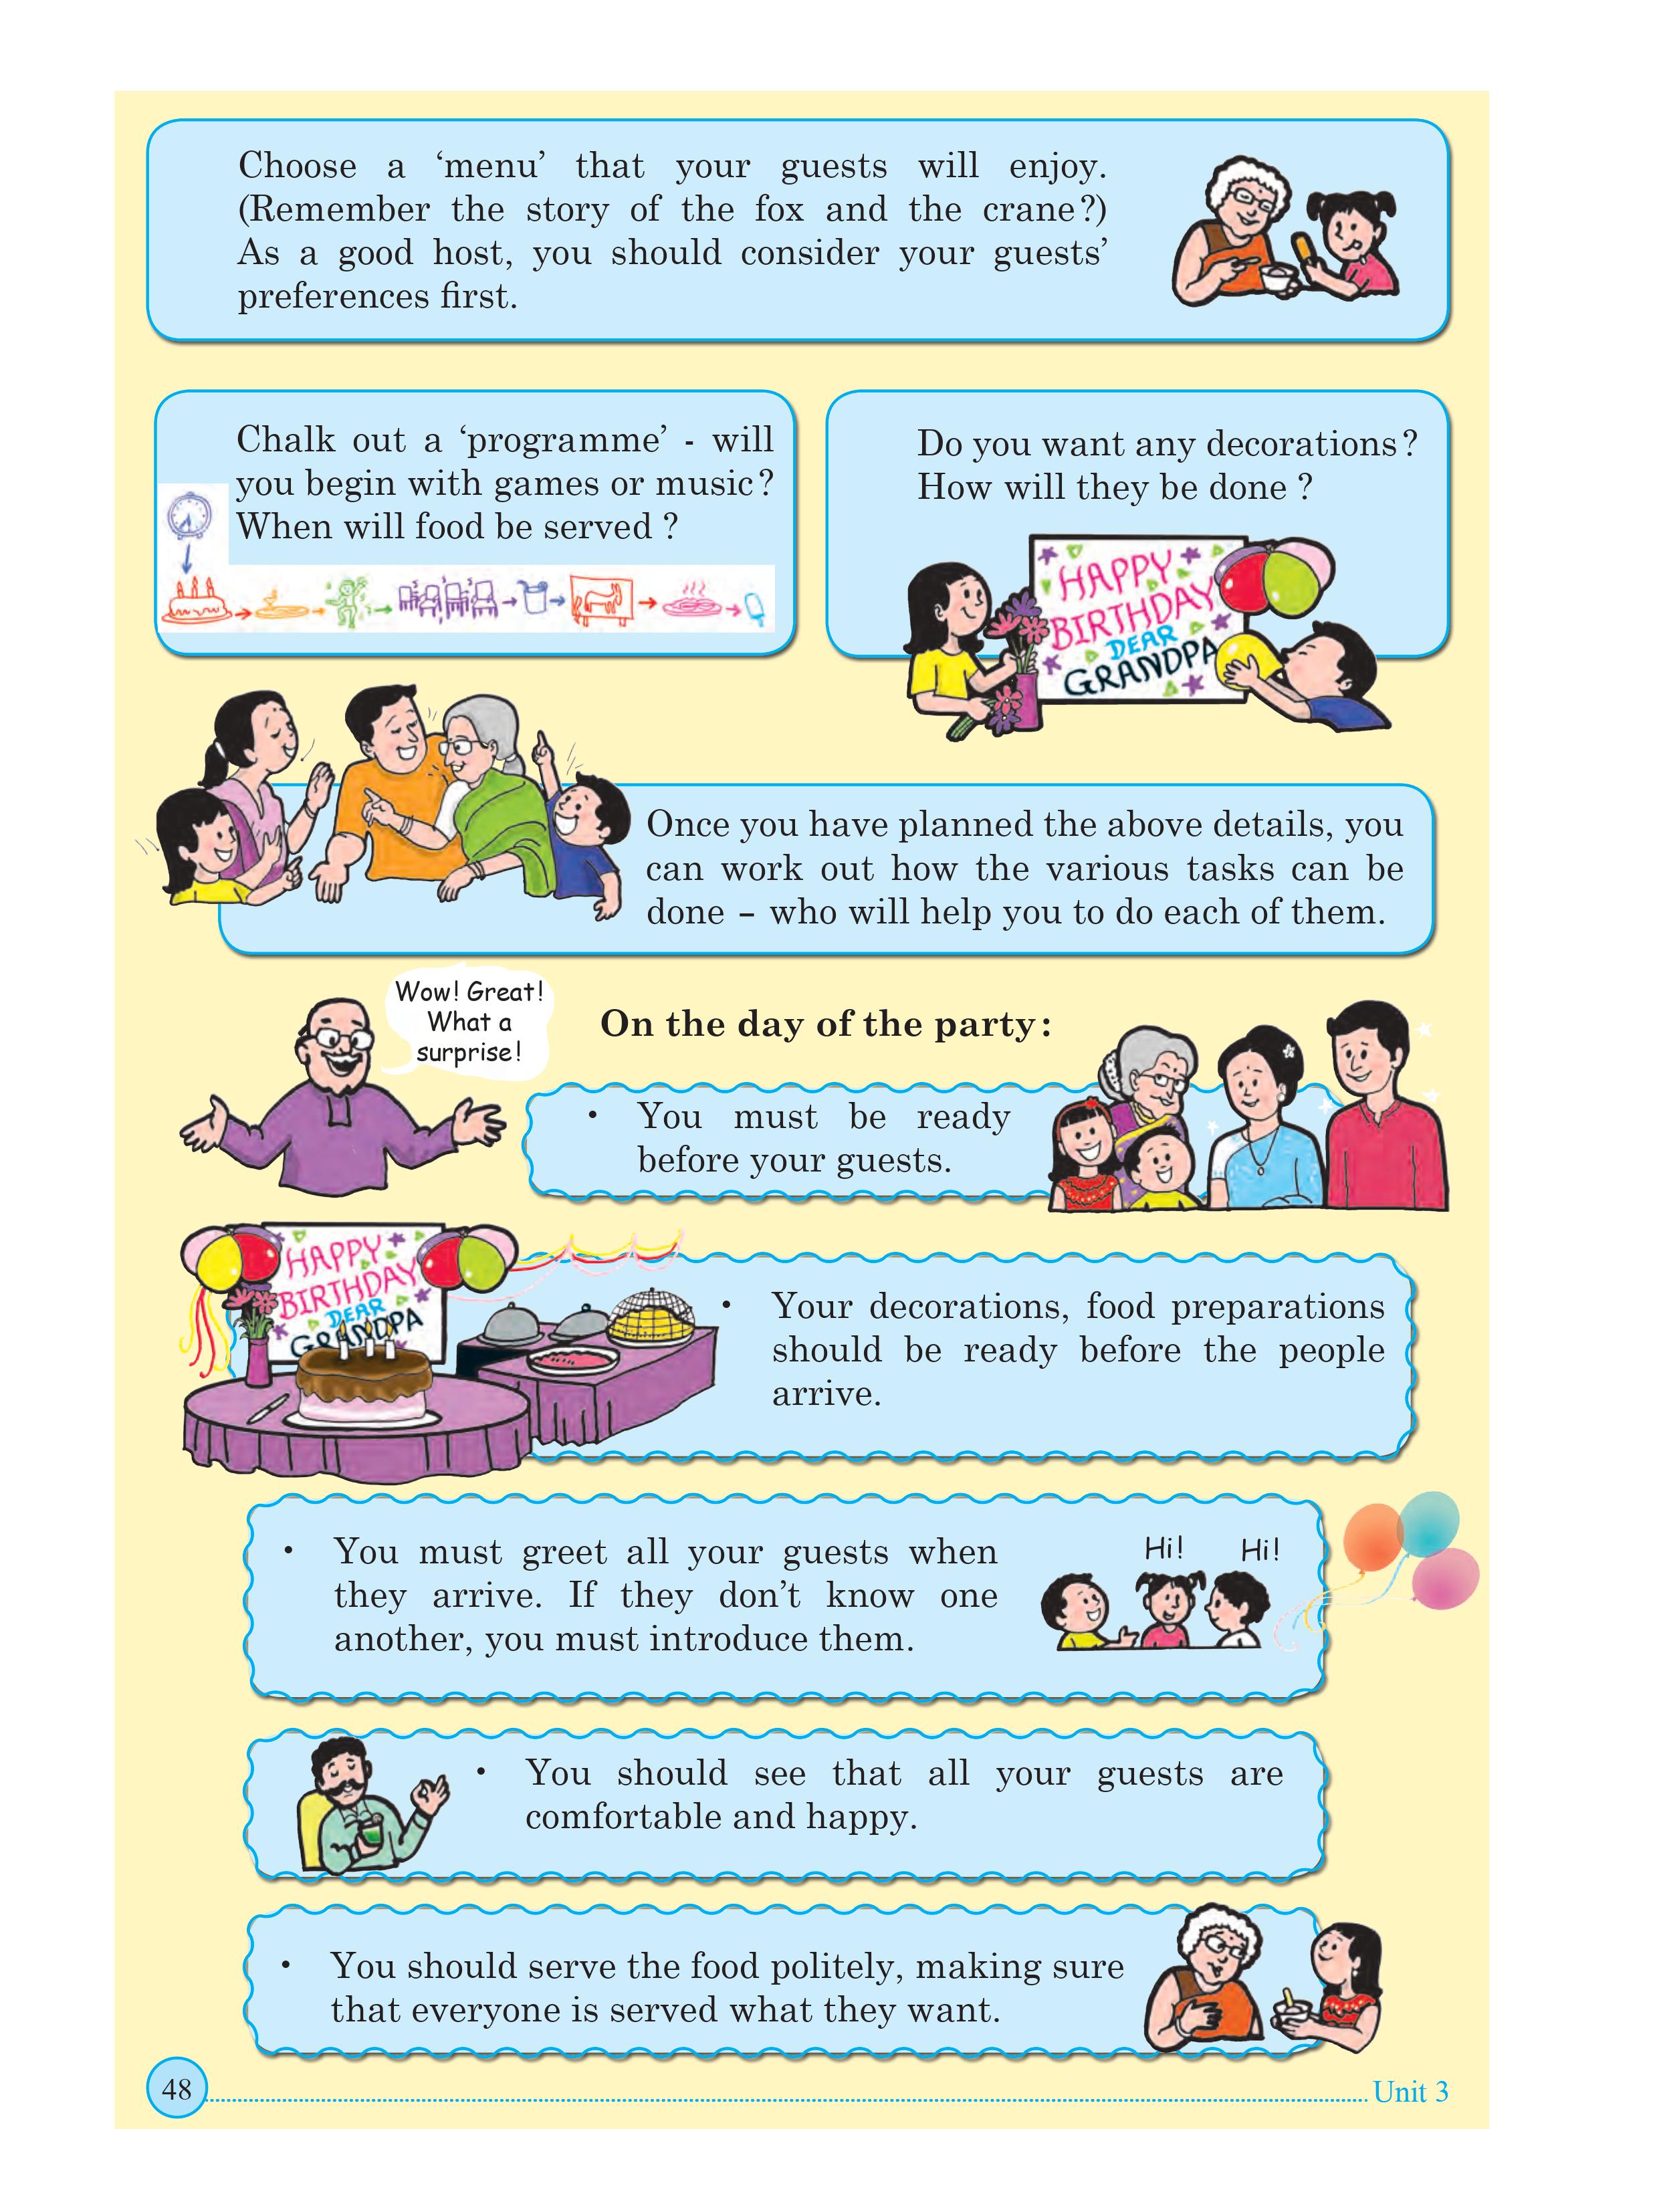 Choose a ‘menu’ that your guests will enjoy.
(Remember the story of the fox and the crane?)
As a good host, you should consider your guests’
preferences first.
Chalk out a ‘programme’ - will
you begin with games or music?
When will food be served ?
Do you want any decorations?
How will they be done ?
HAPPY
BIRTHDAY
DEAR
GRANDPA
Once you have planned the above details, you
can work out how the various tasks can be
done – who will help you to do each of them.
Wow! Great!
What a
surprise!
On the day of the party:
• You must be ready
before your guests.
HAPPY
BIRTHDAY
DEAR
GRANDPA
• Your decorations, food preparations
should be ready before the people
arrive.
• You must greet all your guests when
they arrive. If they don’t know one
another, you must introduce them.
Hi! Hi!
• You should see that all your guests are
comfortable and happy.
• You should serve the food politely, making sure
that everyone is served what they want.
48
Unit 3